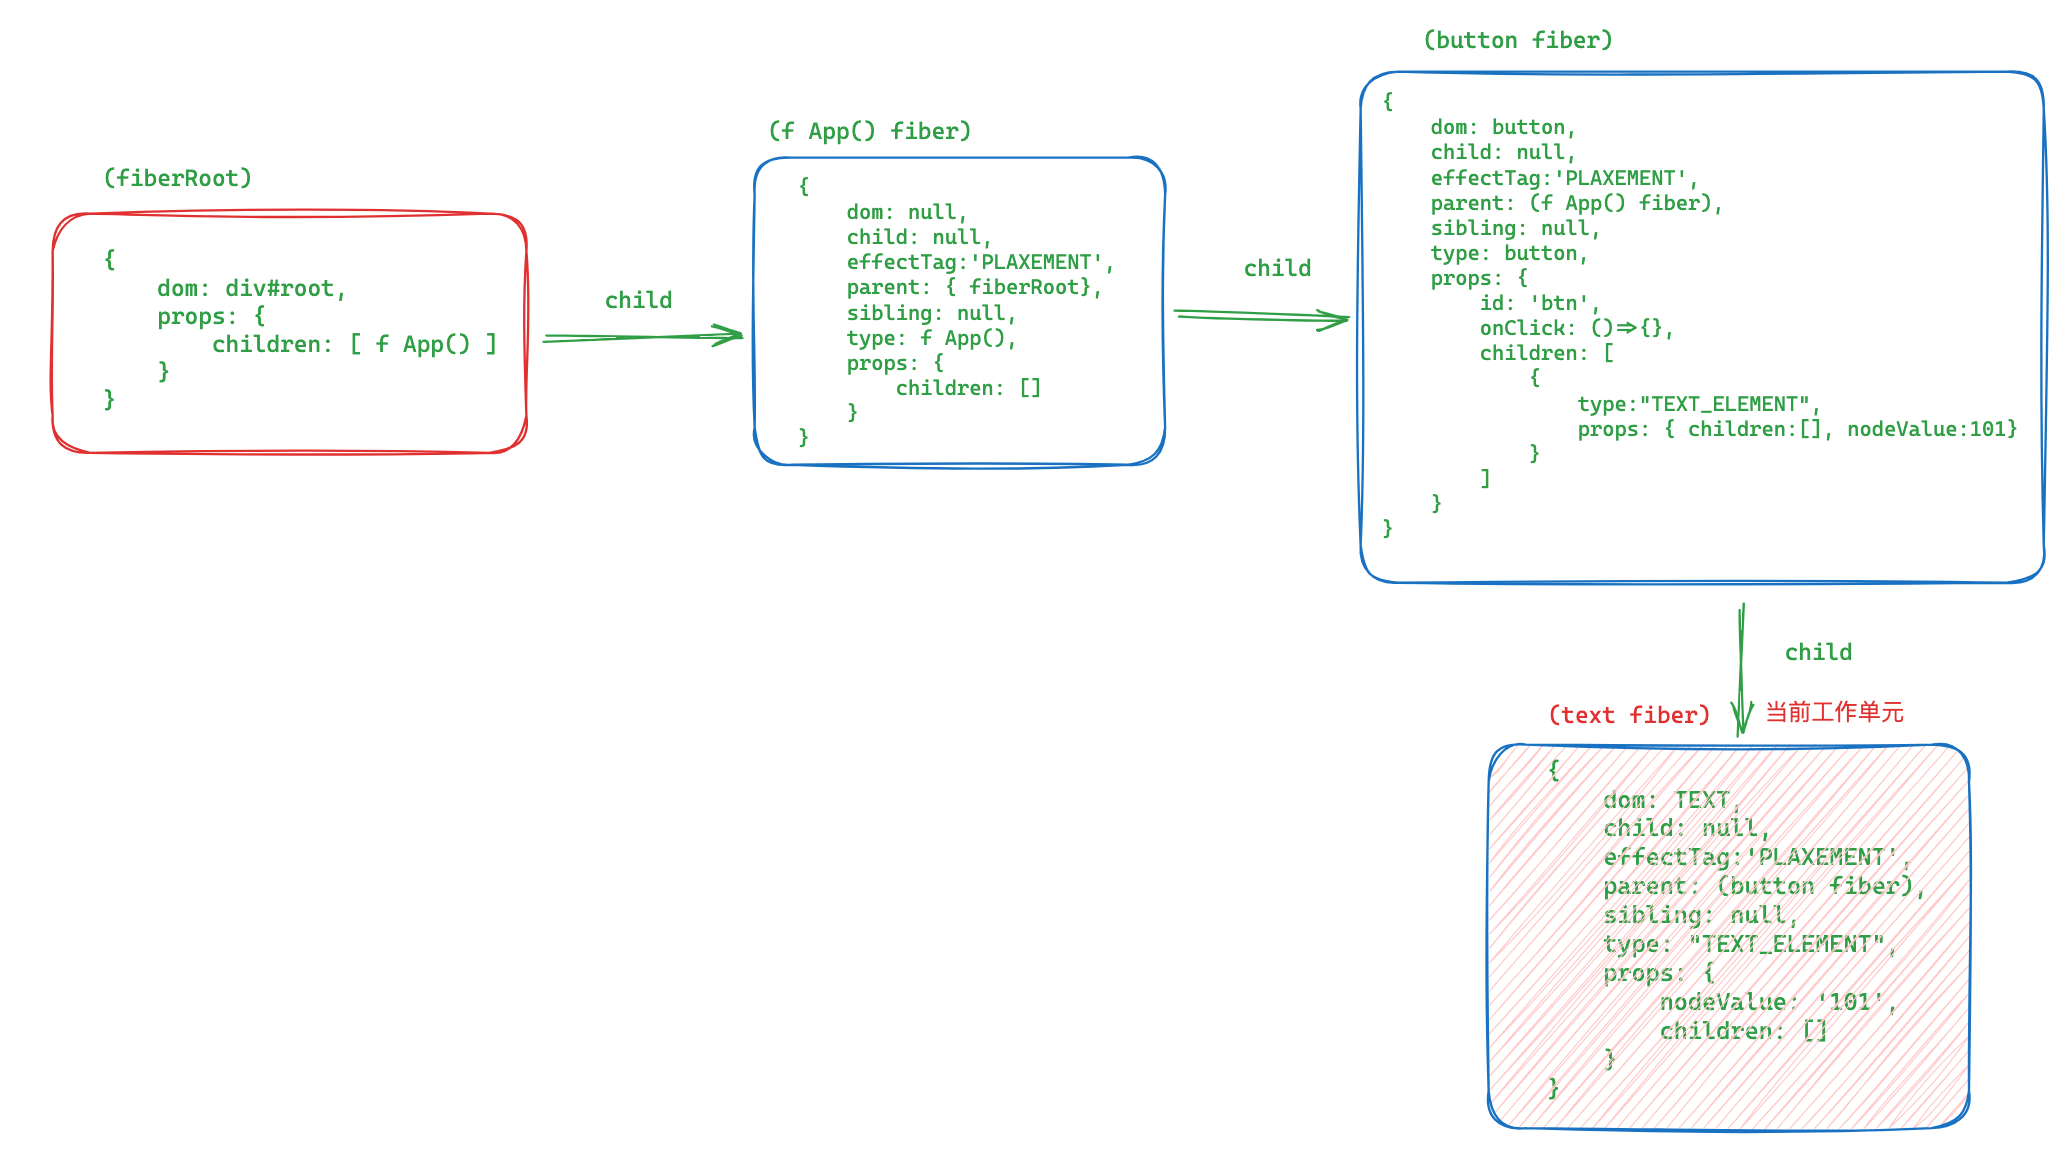 (fiberRoot)
{
dom: div#root,
props: {
children: [ f App() ]
}
}
child
(f App() fiber)
{
dom: null,
child: null,
effectTag:'PLAXEMENT',
parent: { fiberRoot},
sibling: null,
type: f App(),
props: {
children: []
}
}
child
(button fiber)
{
dom: button,
child: null,
effectTag:'PLAXEMENT',
parent: (f App() fiber),
sibling: null,
type: button,
props: {
id: 'btn',
onClick: ()=>{},
children: [
{
type:"TEXT_ELEMENT",
props: { children:[], nodeValue:101}
}
]
}
}
child
(text fiber) 当前工作单元
{
dom: TEXT,
child: null,
effectTag:'PLAXEMENT',
parent: (button fiber),
sibling: null,
type: "TEXT_ELEMENT",
props: {
nodeValue: '101',
children: []
}
}